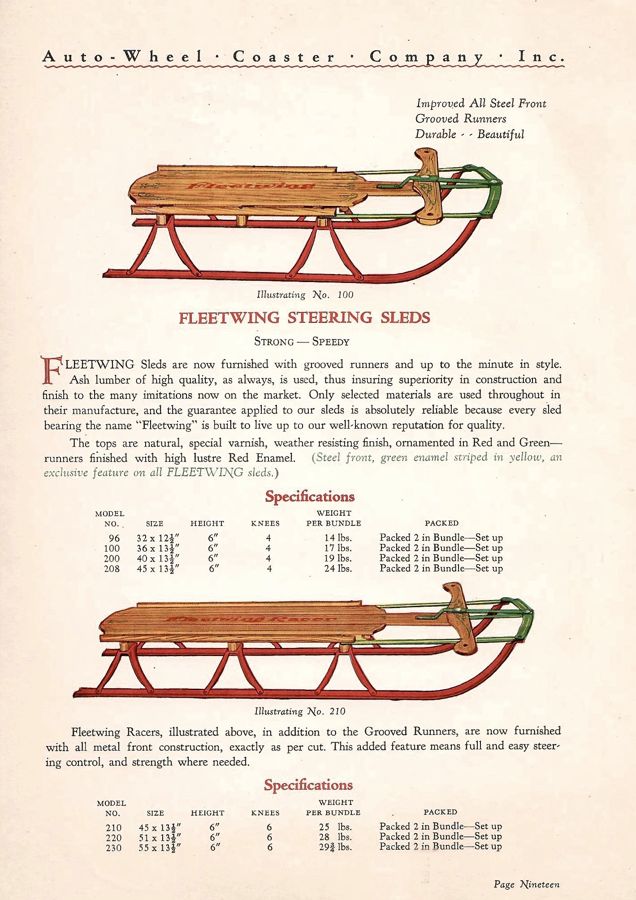 Auto-Wheel · Coaster · Company · Inc.
Improved All Steel Front
Grooved Runners
Durable - - Beautiful
Fleetwing
Illustrating No. 100
FLEETWING STEERING SLEDS
STRONG — SPEEDY
FLEETWING Sleds are now furnished with grooved runners and up to the minute in style.
Ash lumber of high quality, as always, is used, thus insuring superiority in construction and
finish to the many imitations now on the market. Only selected materials are used throughout in
their manufacture, and the guarantee applied to our sleds is absolutely reliable because every sled
bearing the name "Fleetwing" is built to live up to our well-known reputation for quality.
The tops are natural, special varnish, weather resisting finish, ornamented in Red and Green—
runners finished with high lustre Red Enamel. (Steel front, green enamel striped in yellow, an
exclusive feature on all FLEETWING sleds.)
Specifications
MODEL NO. SIZE HEIGHT KNEES WEIGHT PER BUNDLE PACKED
96 32 x 12½" 6" 4 14 lbs. Packed 2 in Bundle—Set up
100 36 x 13½" 6" 4 17 lbs. Packed 2 in Bundle—Set up
200 40 x 13½" 6" 4 19 lbs. Packed 2 in Bundle—Set up
208 45 x 13½" 6" 4 24 lbs. Packed 2 in Bundle—Set up
Fleetwing Racer
Illustrating No. 210
Fleetwing Racers, illustrated above, in addition to the Grooved Runners, are now furnished
with all metal front construction, exactly as per cut. This added feature means full and easy steer-
ing control, and strength where needed.
Specifications
MODEL NO. SIZE HEIGHT KNEES WEIGHT PER BUNDLE PACKED
210 45 x 13½" 6" 6 25 lbs. Packed 2 in Bundle—Set up
220 51 x 13½" 6" 6 28 lbs. Packed 2 in Bundle—Set up
230 55 x 13½" 6" 6 29¾ lbs. Packed 2 in Bundle—Set up
Page Nineteen